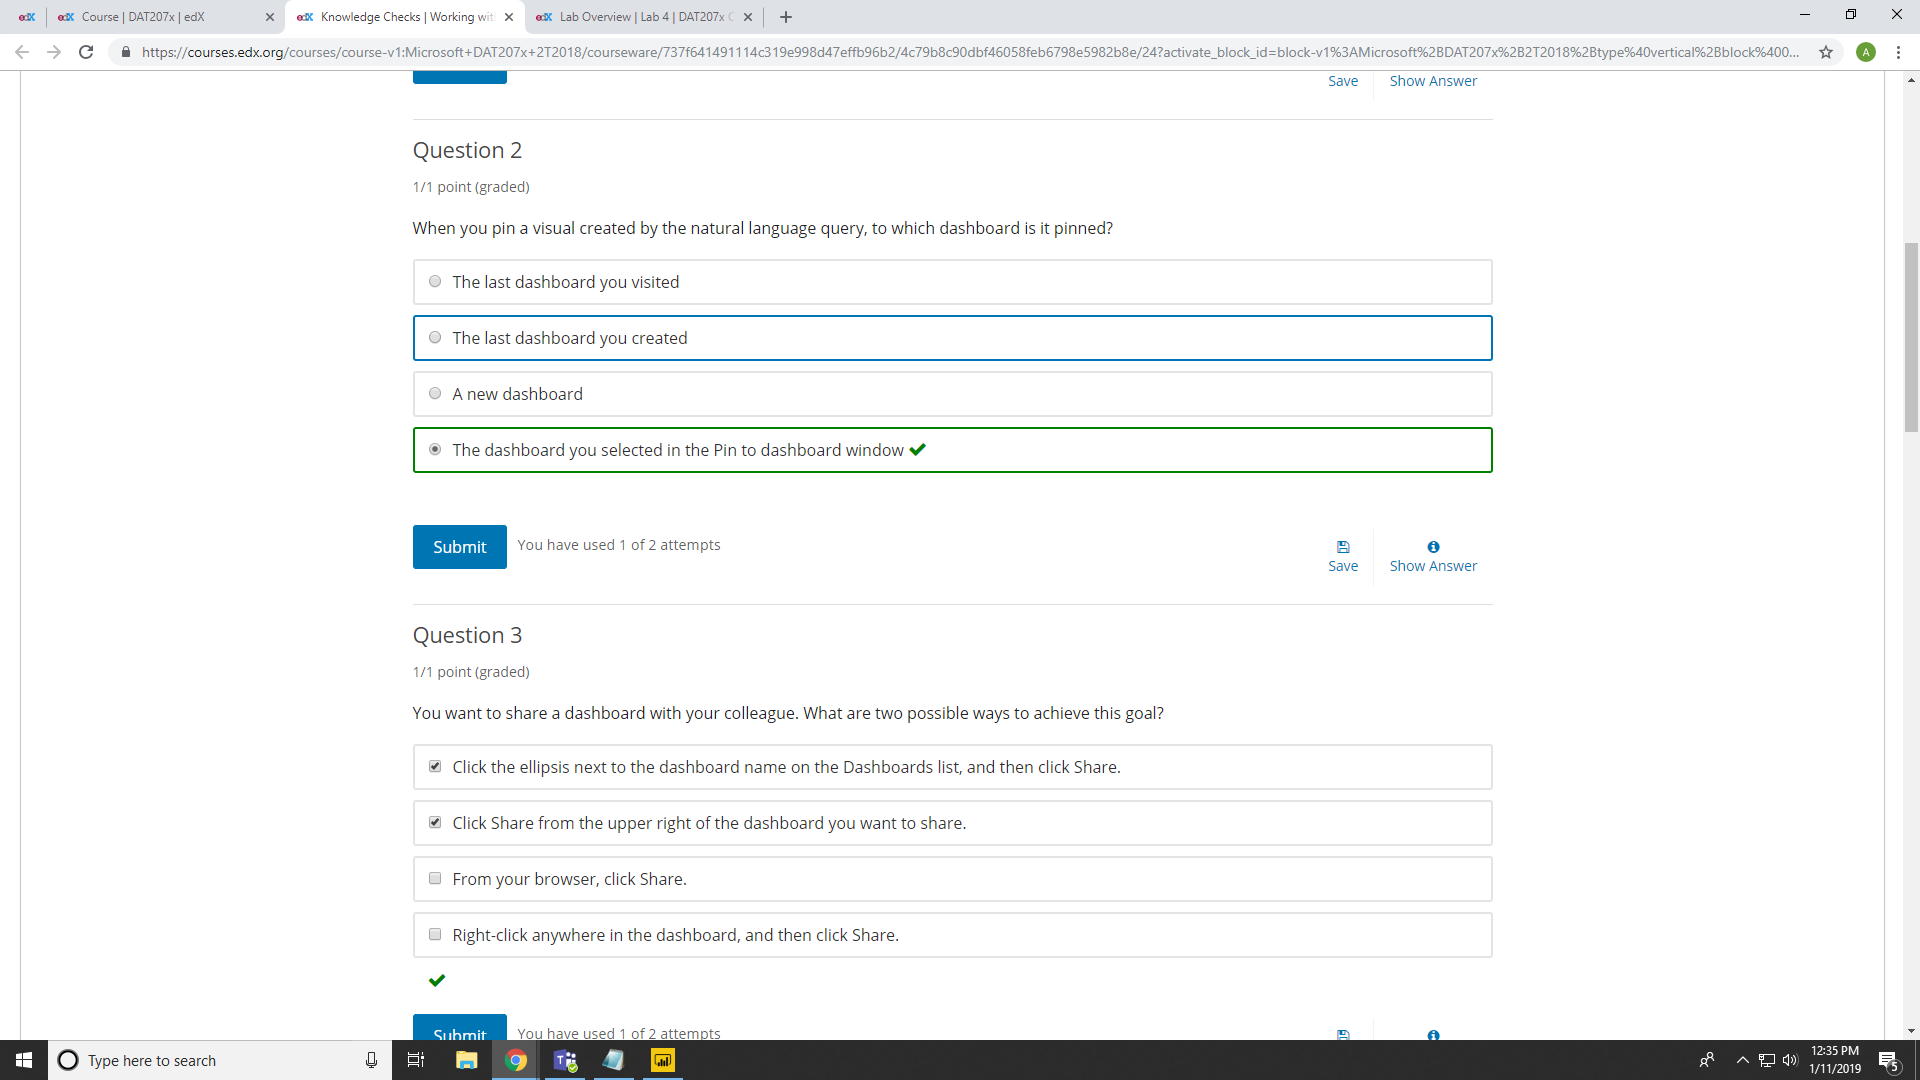 edX
edX Course | DAT207x | edX
edX Knowledge Checks | Working wit
edX Lab Overview | Lab 4 | DAT207x
https://courses.edx.org/courses/course-v1:Microsoft+DAT207x+2T2018/courseware/737f641491114c319e998d47effb96b2/4c79b8c90dbf46058feb6798e5982b8e/24?activate_block_id=block-v1%3AMicrosoft%2BDAT207x%2B2T2018%2Btype%40vertical%2Bblock%400...
A
Save
Show Answer
Question 2
1/1 point (graded)
When you pin a visual created by the natural language query, to which dashboard is it pinned?
The last dashboard you visited
The last dashboard you created
A new dashboard
The dashboard you selected in the Pin to dashboard window
Submit
You have used 1 of 2 attempts
Save
Show Answer
Question 3
1/1 point (graded)
You want to share a dashboard with your colleague. What are two possible ways to achieve this goal?
Click the ellipsis next to the dashboard name on the Dashboards list, and then click Share.
Click Share from the upper right of the dashboard you want to share.
From your browser, click Share.
Right-click anywhere in the dashboard, and then click Share.
Submit
You have used 1 of 2 attempts
Type here to search
12:35 PM
1/11/2019
5